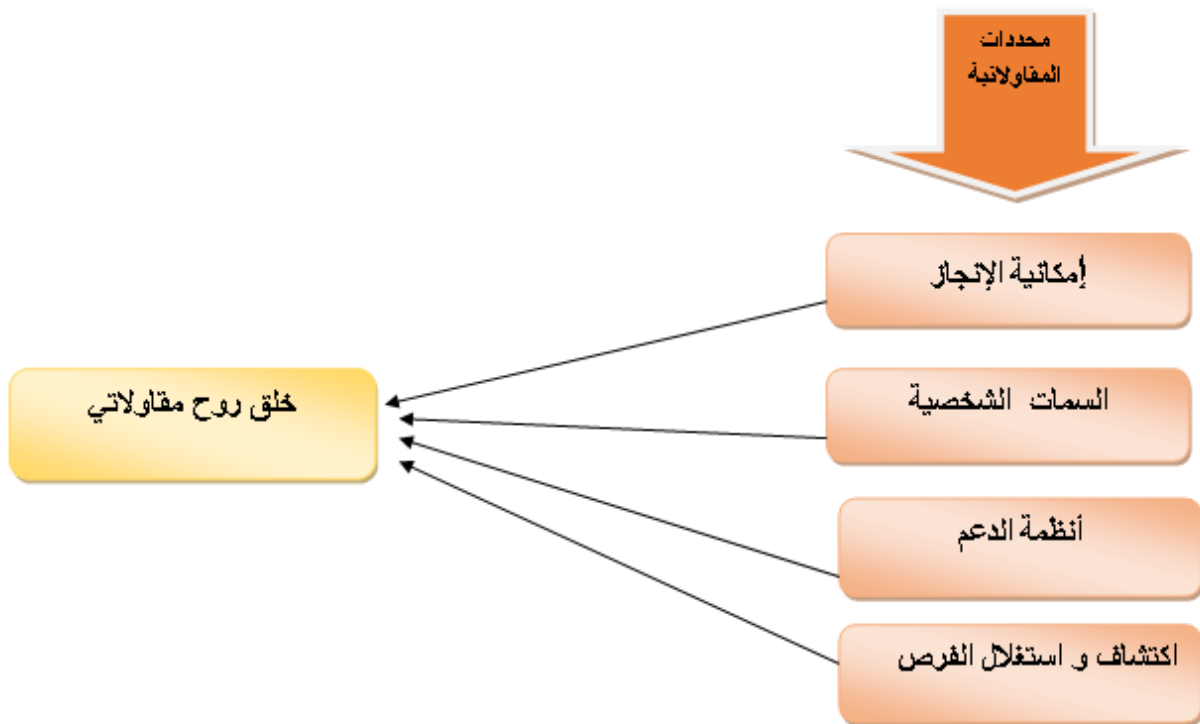 محددات
المقاولاتية
إمكانية الإنجاز
السمات الشخصية
خلق روح مقاولاتي
أنظمة الدعم
اكتشاف و استغلال الفرص